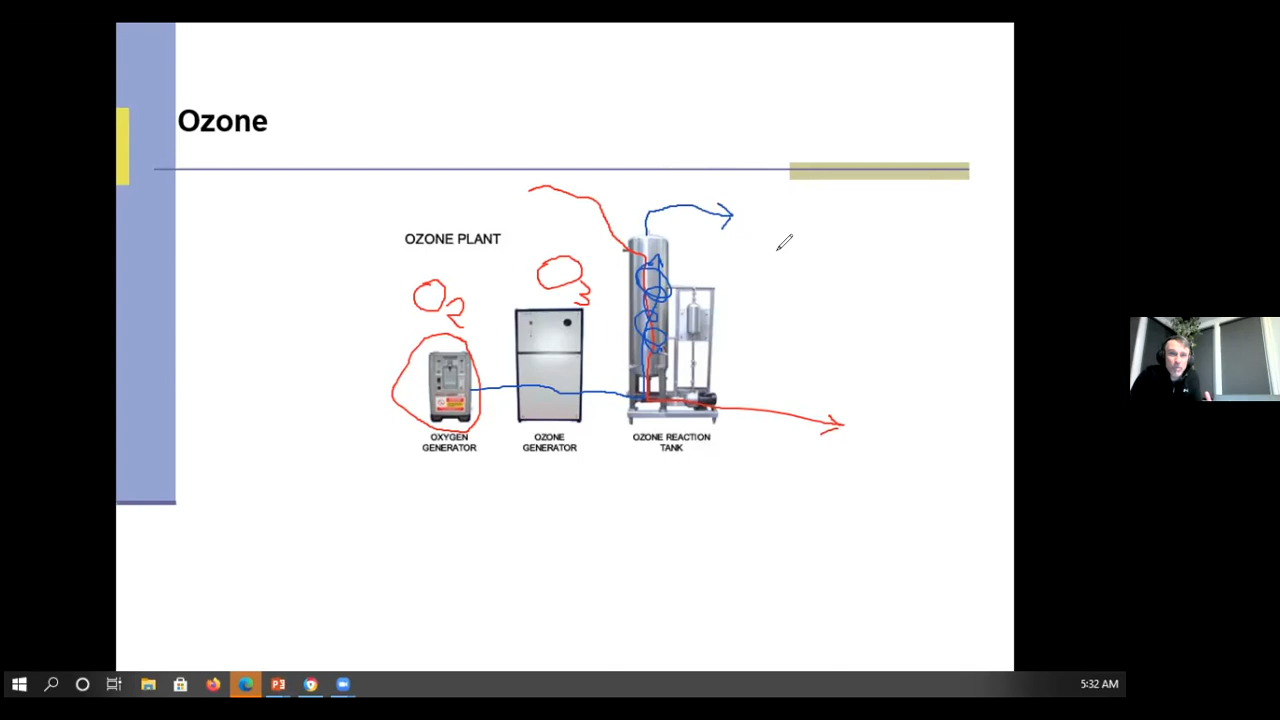 Ozone
OZONE PLANT
O3
O2
OXYGEN
GENERATOR
OZONE
GENERATOR
OZONE REACTION
TANK
5:32 AM